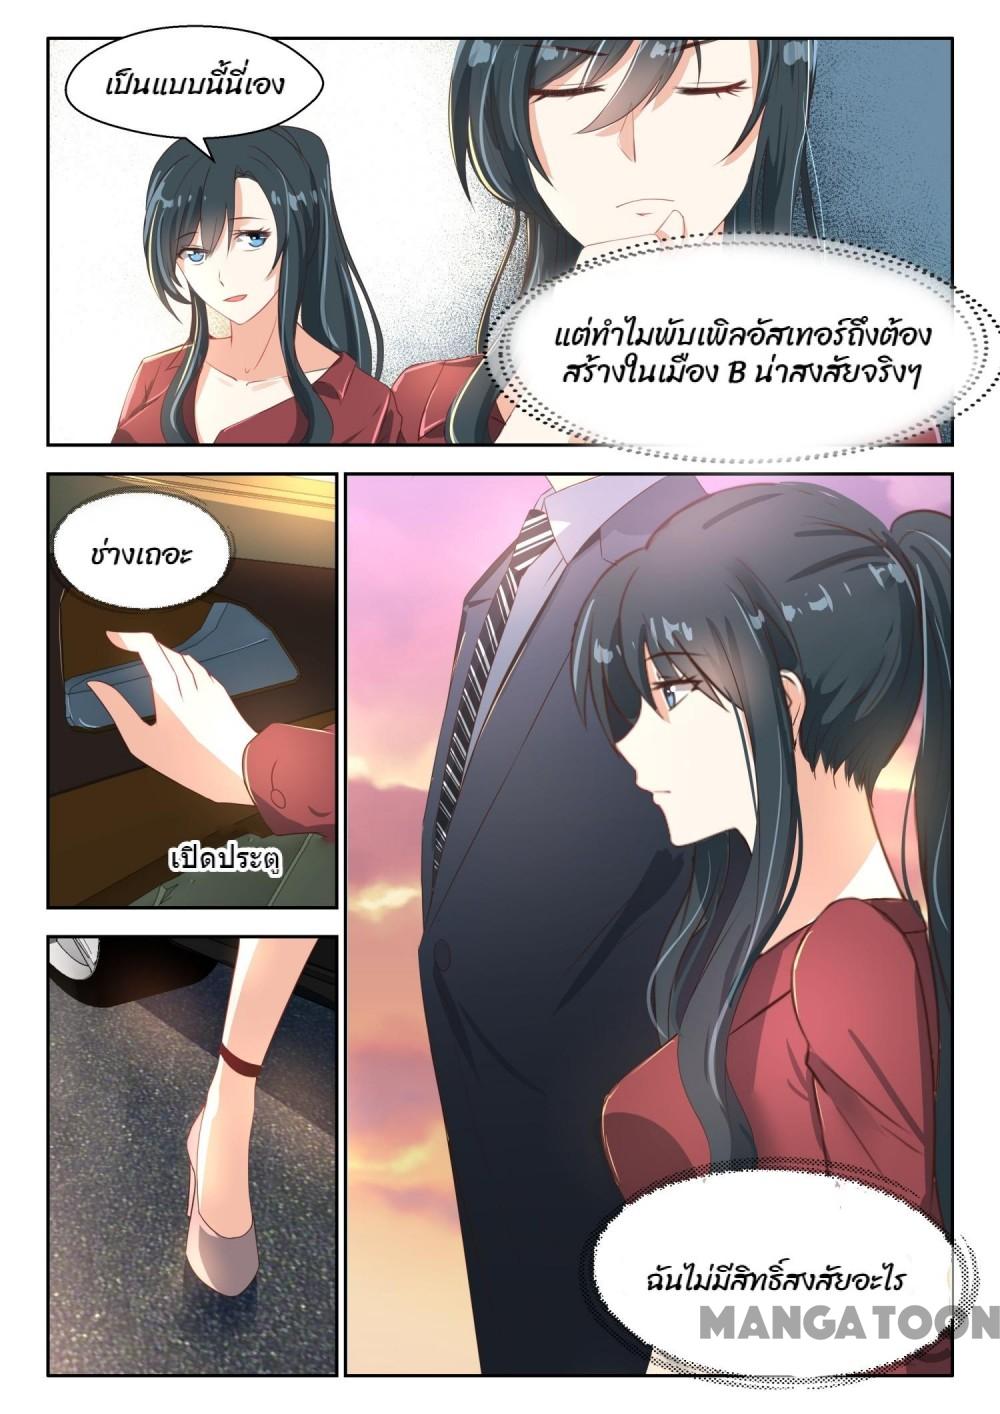 เป็นแบบนี้นี่เอง
แต่ทำไมพับเพิลอัสเทอร์ถึงต้อง
สร้างในเมือง B น่าสงสัยจริงๆ
ช่างเถอะ
เปิดประตู
ฉันไม่มีสิทธิ์สงสัยอะไร
MANGATOON